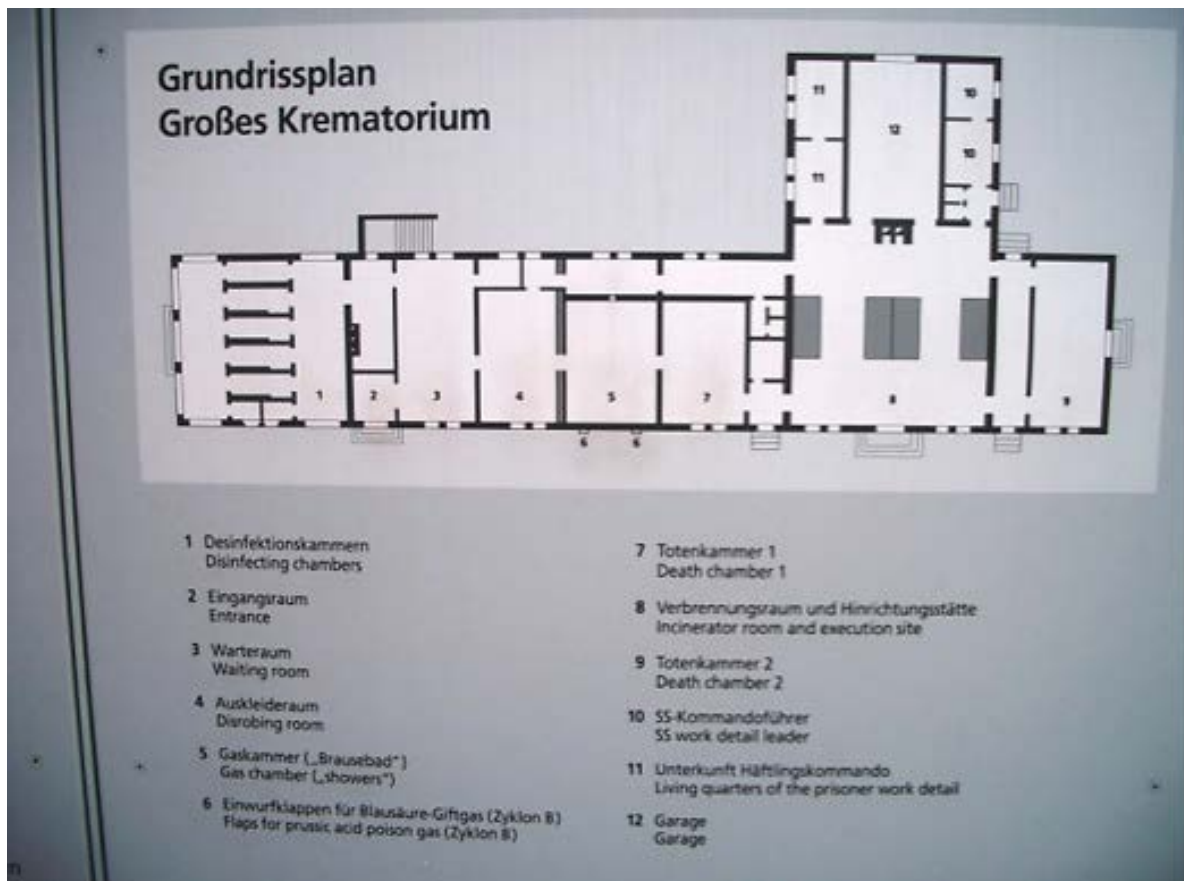 Grundrissplan
Großes Krematorium
11
12
10
11
10
1
2
3
4
5
7
8
9
6
6
1 Desinfektionskammern
Disinfecting chambers
2 Eingangsraum
Entrance
3 Warteraum
Waiting room
4 Auskleideraum
Disrobing room
5 Gaskammer („Brausebad“)
Gas chamber („showers“)
6 Einwurfklappen für Blausäure-Giftgas (Zyklon B)
Flaps for prussic acid poison gas (Zyklon B)
7 Totenkammer 1
Death chamber 1
8 Verbrennungsraum und Hinrichtungsstätte
Incinerator room and execution site
9 Totenkammer 2
Death chamber 2
10 SS-Kommandoführer
SS work detail leader
11 Unterkunft Häftlingskommando
Living quarters of the prisoner work detail
12 Garage
Garage